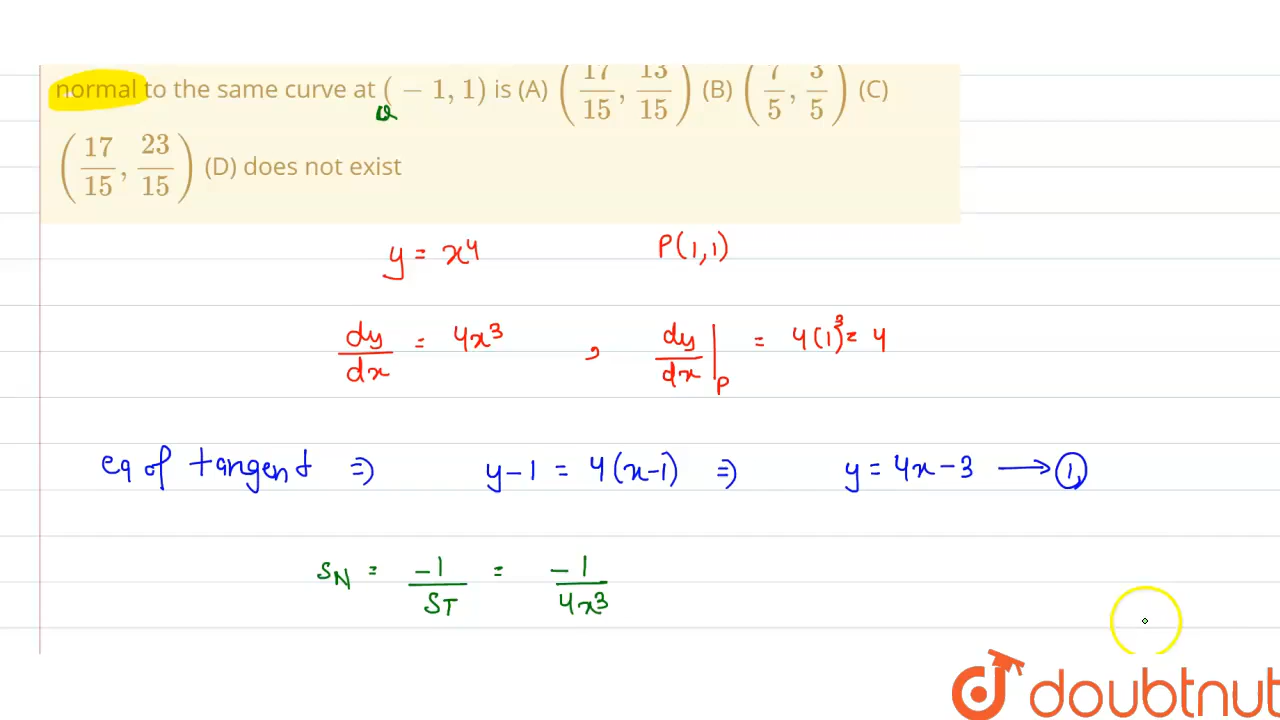 normal to the same curve at (−1, 1) is (A) (17/15, 13/15) (B) (7/5, 3/5) (C)
(17/15, 23/15) (D) does not exist
y = x⁴ P(1,1)
dy/dx = 4x³ , dy/dx|P = 4(1)³ = 4
eq of tangent ⇒ y−1 = 4(x−1) ⇒ y = 4x−3 → ①
SN = −1/ST = −1/4x³
doubtnut